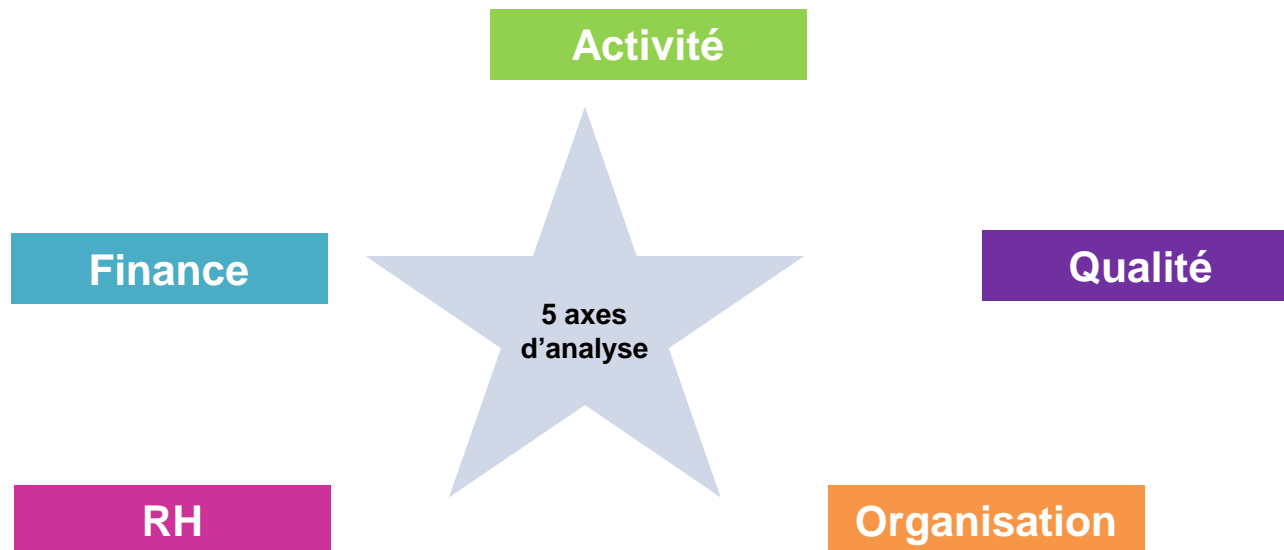 Activité
Finance
Qualité
5 axes
d’analyse
RH
Organisation